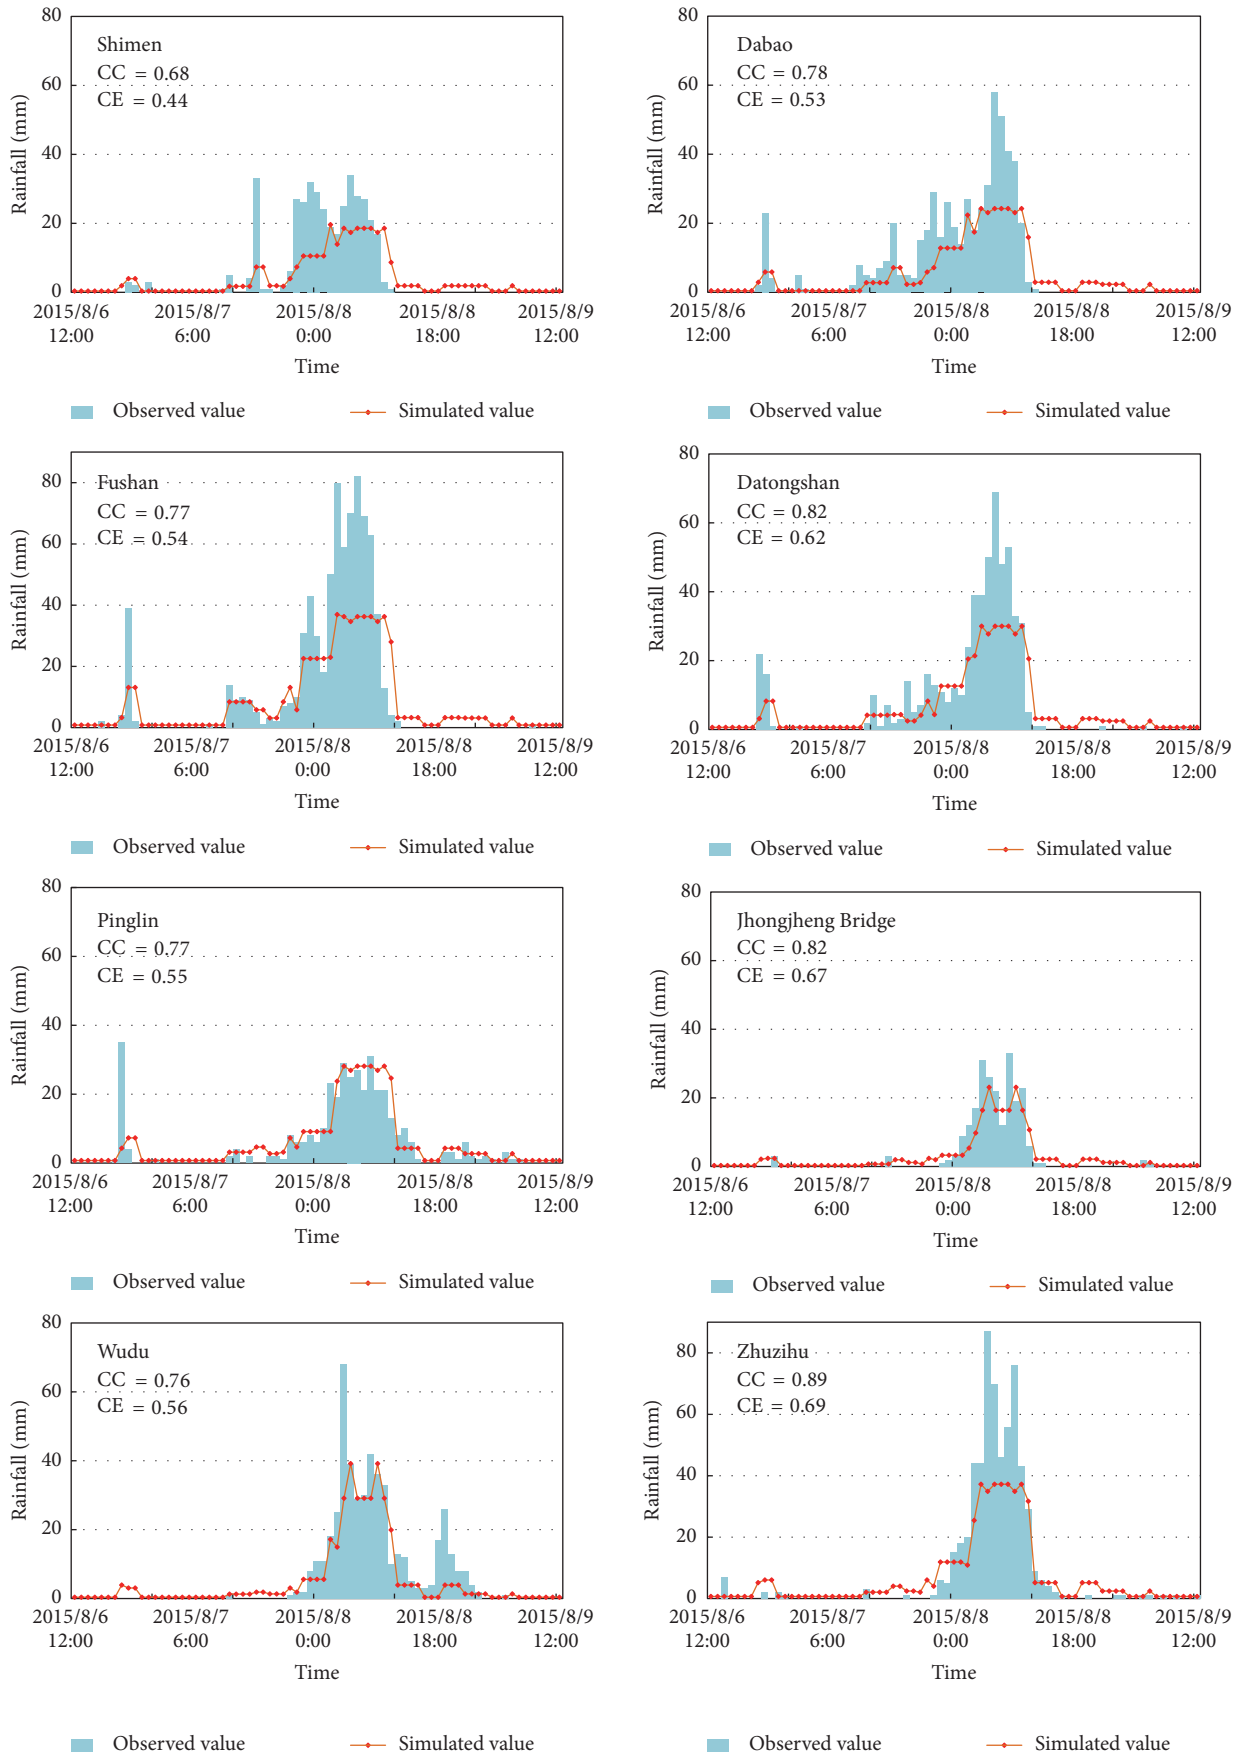 80
60
40
20
0
Rainfall (mm)
Shimen
CC = 0.68
CE = 0.44
2015/8/6 2015/8/7 2015/8/8 2015/8/8 2015/8/9
12:00 6:00 0:00 18:00 12:00
Time
Observed value Simulated value
80
60
40
20
0
Rainfall (mm)
Dabao
CC = 0.78
CE = 0.53
2015/8/6 2015/8/7 2015/8/8 2015/8/8 2015/8/9
12:00 6:00 0:00 18:00 12:00
Time
Observed value Simulated value
80
60
40
20
0
Rainfall (mm)
Fushan
CC = 0.77
CE = 0.54
2015/8/6 2015/8/7 2015/8/8 2015/8/8 2015/8/9
12:00 6:00 0:00 18:00 12:00
Time
Observed value Simulated value
80
60
40
20
0
Rainfall (mm)
Datongshan
CC = 0.82
CE = 0.62
2015/8/6 2015/8/7 2015/8/8 2015/8/8 2015/8/9
12:00 6:00 0:00 18:00 12:00
Time
Observed value Simulated value
80
60
40
20
0
Rainfall (mm)
Pinglin
CC = 0.77
CE = 0.55
2015/8/6 2015/8/7 2015/8/8 2015/8/8 2015/8/9
12:00 6:00 0:00 18:00 12:00
Time
Observed value Simulated value
80
60
40
20
0
Rainfall (mm)
Jhongjheng Bridge
CC = 0.82
CE = 0.67
2015/8/6 2015/8/7 2015/8/8 2015/8/8 2015/8/9
12:00 6:00 0:00 18:00 12:00
Time
Observed value Simulated value
80
60
40
20
0
Rainfall (mm)
Wudu
CC = 0.76
CE = 0.56
2015/8/6 2015/8/7 2015/8/8 2015/8/8 2015/8/9
12:00 6:00 0:00 18:00 12:00
Time
Observed value Simulated value
80
60
40
20
0
Rainfall (mm)
Zhuzihu
CC = 0.89
CE = 0.69
2015/8/6 2015/8/7 2015/8/8 2015/8/8 2015/8/9
12:00 6:00 0:00 18:00 12:00
Time
Observed value Simulated value